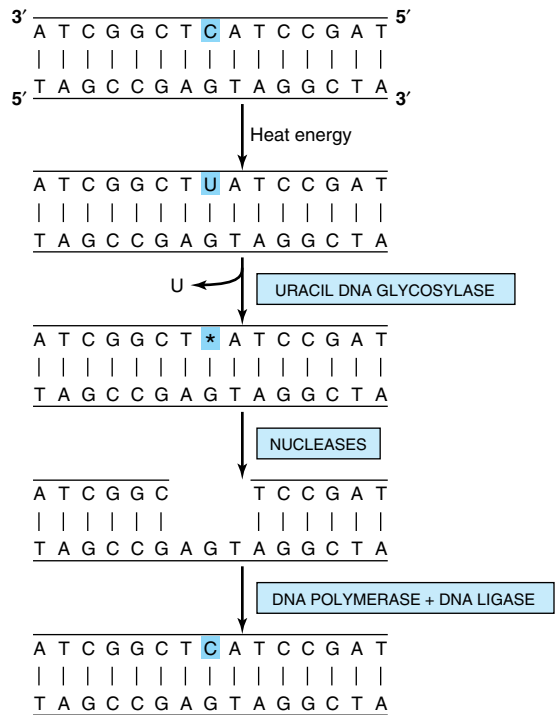 3′ 5′
A T C G G C T C A T C C G A T
T A G C C G A G T A G G C T A
5′ 3′
Heat energy
A T C G G C T U A T C C G A T
T A G C C G A G T A G G C T A
U
URACIL DNA GLYCOSYLASE
A T C G G C T * A T C C G A T
T A G C C G A G T A G G C T A
NUCLEASES
A T C G G C T C C G A T
T A G C C G A G T A G G C T A
DNA POLYMERASE + DNA LIGASE
A T C G G C T C A T C C G A T
T A G C C G A G T A G G C T A